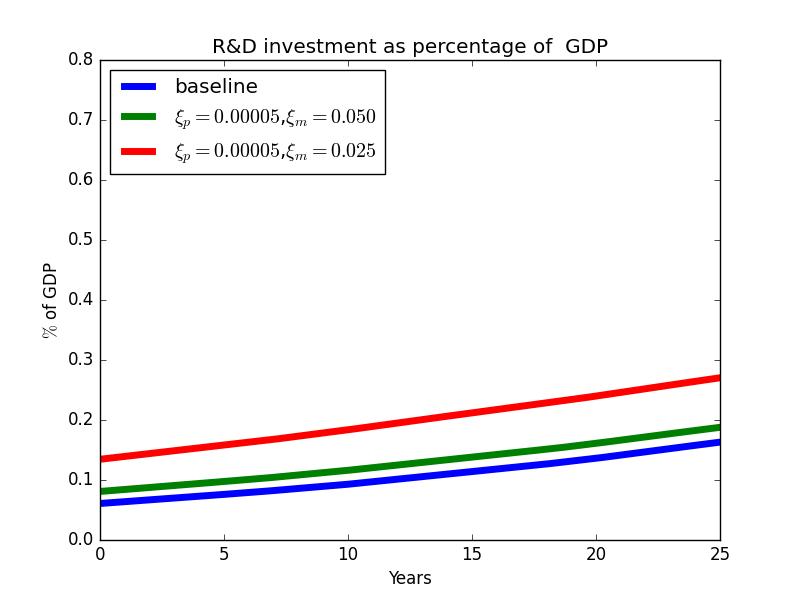 R&D investment as percentage of  GDP
0.8
0.7
0.6
0.5
0.4
0.3
0.2
0.1
0.0
% of GDP
baseline
ξₚ = 0.00005,ξₘ = 0.050
ξₚ = 0.00005,ξₘ = 0.025
0 5 10 15 20 25
Years